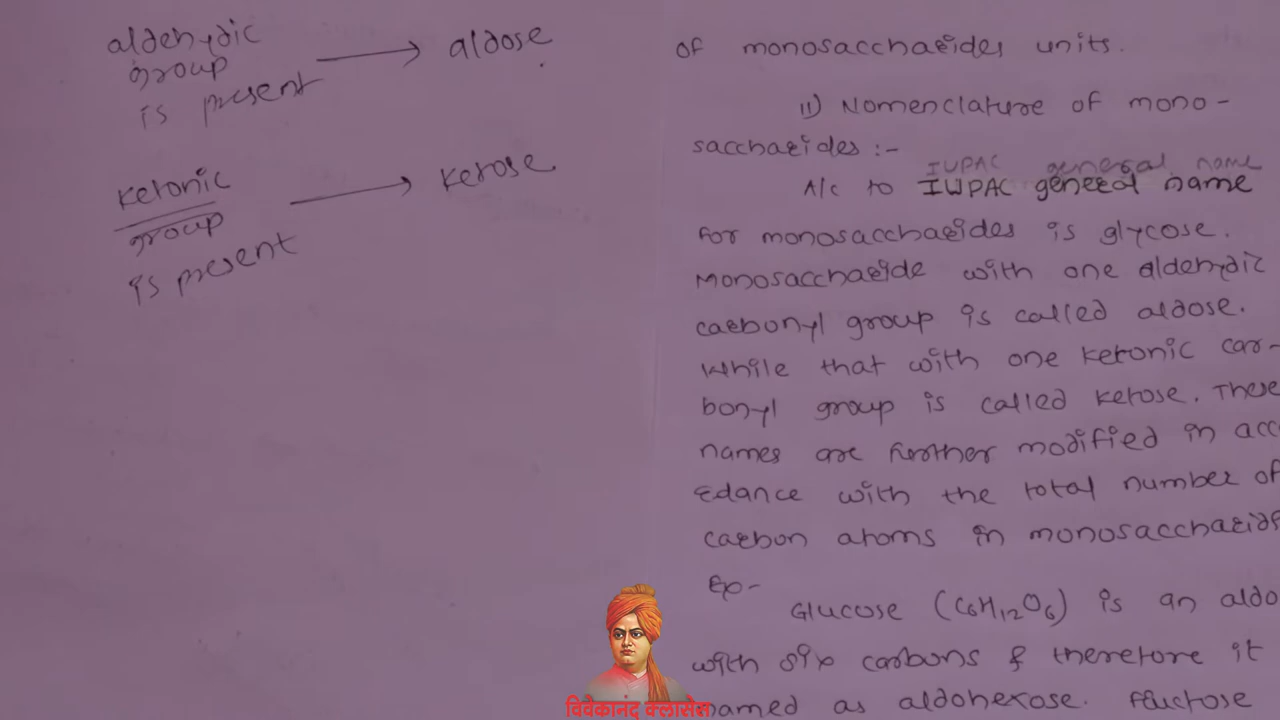 aldehydic
group
is present
aldose
ketonic
group
is present
ketose
of monosaccharides units.
ii) Nomenclature of mono-
saccharides :-
IUPAC general name
A/c to IUPAC general name
for monosaccharides is glycose.
Monosaccharide with one aldehydic
carbonyl group is called aldose.
While that with one ketonic car-
bonyl group is called ketose. These
names are further modified in acc
rdance with the total number of
carbon atoms in monosaccharide
Ex-
Glucose (C6H12O6) is an aldo
with six carbons & therefore it
named as aldohexose. Fructose
विवेकानंद क्लासेस